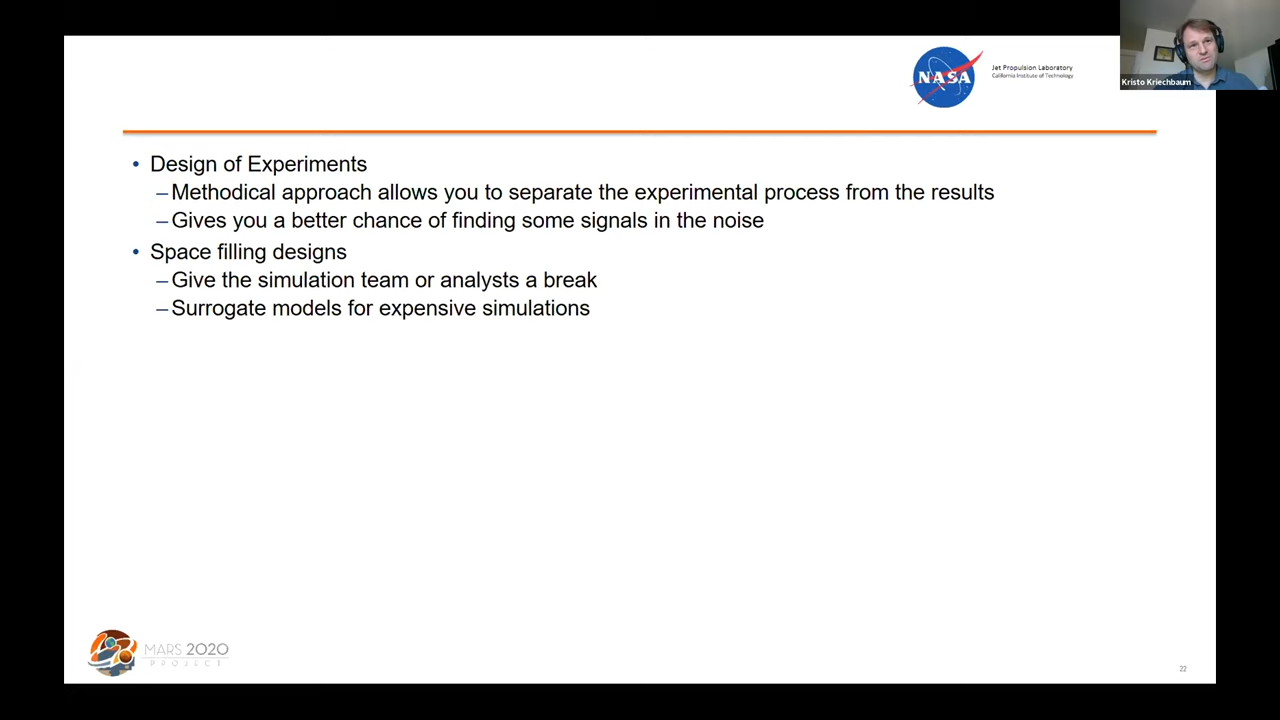 NASA
Jet Propulsion Laboratory
California Institute of Technology
Kristo Kriechbaum
• Design of Experiments
–Methodical approach allows you to separate the experimental process from the results
–Gives you a better chance of finding some signals in the noise
• Space filling designs
–Give the simulation team or analysts a break
–Surrogate models for expensive simulations
MARS 2020
PROJECT
22